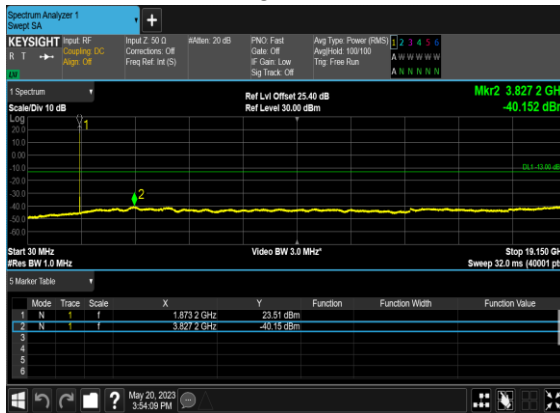 Spectrum Analyzer 1
Swept SA
+
KEYSIGHT Input: RF Input Z: 50 Ω #Atten: 20 dB PNO: Fast Avg Type: Power (RMS) 1 2 3 4 5 6
R T Coupling: DC Corrections: Off Gate: Off Avg|Hold: 100/100 A W W W W W
Align: Off Freq Ref: Int (S) IF Gain: Low Trig: Free Run
Sig Track: Off A N N N N N
1 Spectrum Ref Lvl Offset 25.40 dB Mkr2 3.827 2 GH
Scale/Div 10 dB Ref Level 30.00 dBm -40.152 dBr
Log
20.0 1
10.0
0.00
-10.0 DL1 -13.00 dB
-20.0
-30.0
-40.0 2
-50.0
-60.0
Start 30 MHz Video BW 3.0 MHz* Stop 19.150 GH
#Res BW 1.0 MHz Sweep 32.0 ms (40001 pts
5 Marker Table
Mode Trace Scale X Y Function Function Width Function Value
1 N 1 f 1.873 2 GHz 23.51 dBm
2 N 1 f 3.827 2 GHz -40.15 dBm
3
4
5
6
? May 20, 2023
3:54:09 PM